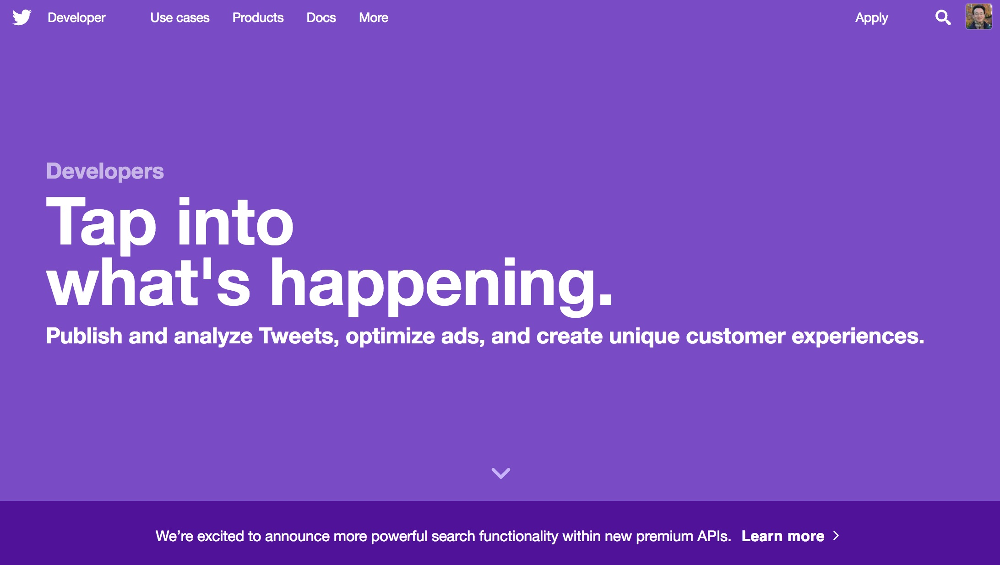 Developer Use cases Products Docs More Apply
Developers
Tap into
what's happening.
Publish and analyze Tweets, optimize ads, and create unique customer experiences.
We’re excited to announce more powerful search functionality within new premium APIs. Learn more